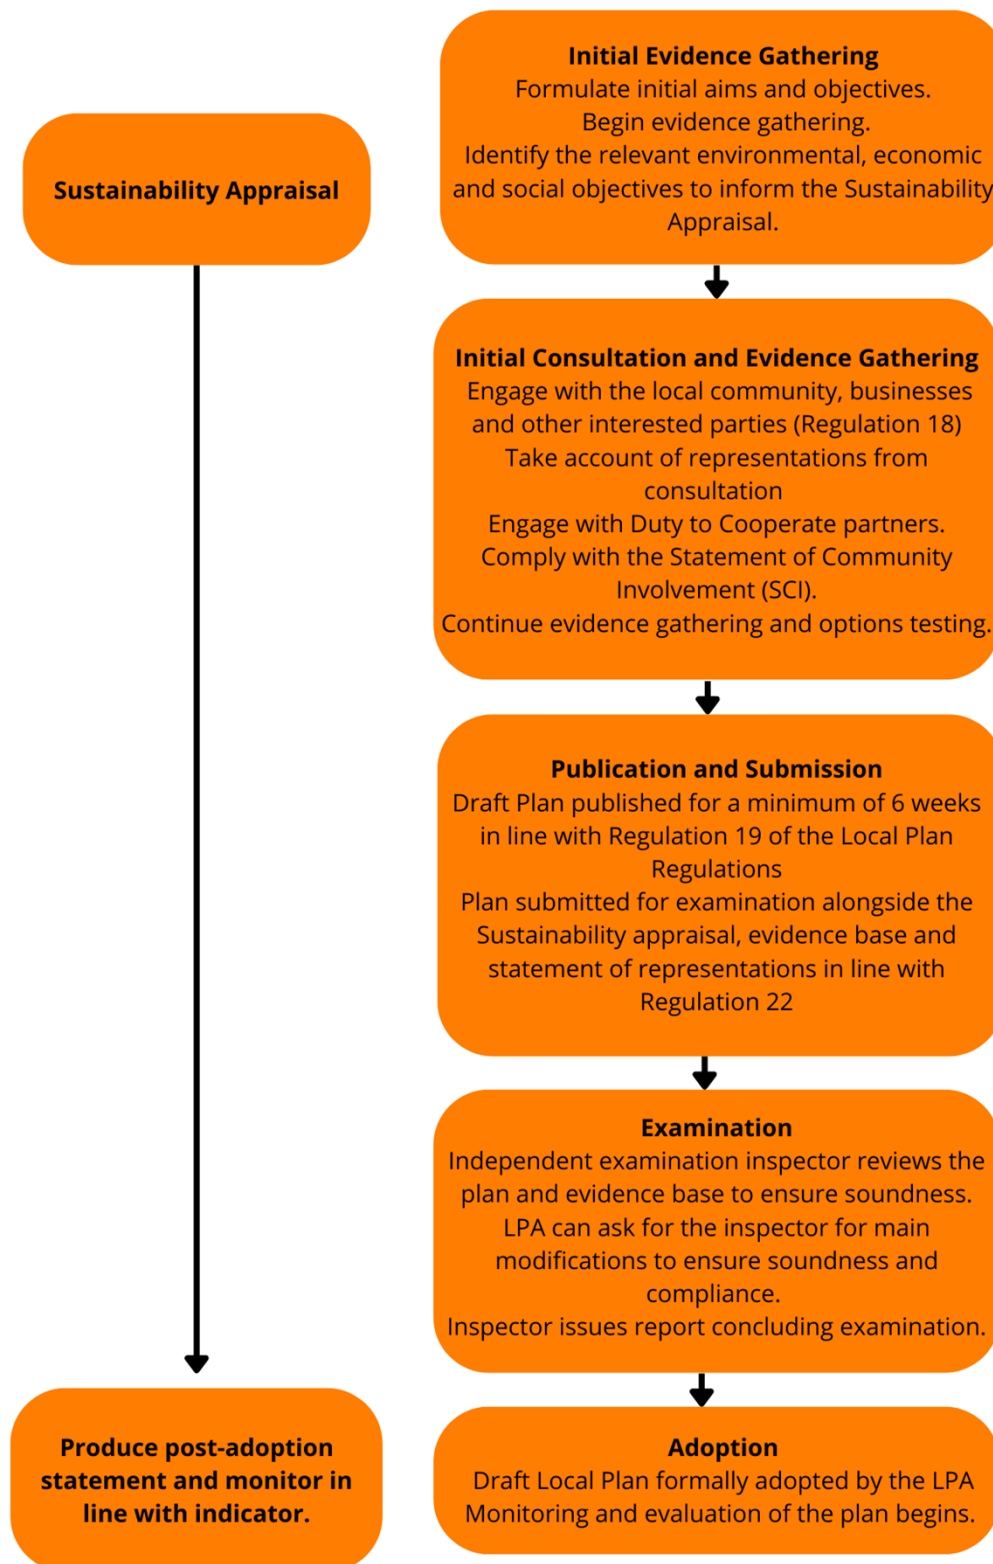 Sustainability Appraisal
Produce post-adoption
statement and monitor in
line with indicator.
Initial Evidence Gathering
Formulate initial aims and objectives.
Begin evidence gathering.
Identify the relevant environmental, economic
and social objectives to inform the Sustainability
Appraisal.
Initial Consultation and Evidence Gathering
Engage with the local community, businesses
and other interested parties (Regulation 18)
Take account of representations from
consultation
Engage with Duty to Cooperate partners.
Comply with the Statement of Community
Involvement (SCI).
Continue evidence gathering and options testing.
Publication and Submission
Draft Plan published for a minimum of 6 weeks
in line with Regulation 19 of the Local Plan
Regulations
Plan submitted for examination alongside the
Sustainability appraisal, evidence base and
statement of representations in line with
Regulation 22
Examination
Independent examination inspector reviews the
plan and evidence base to ensure soundness.
LPA can ask for the inspector for main
modifications to ensure soundness and
compliance.
Inspector issues report concluding examination.
Adoption
Draft Local Plan formally adopted by the LPA
Monitoring and evaluation of the plan begins.